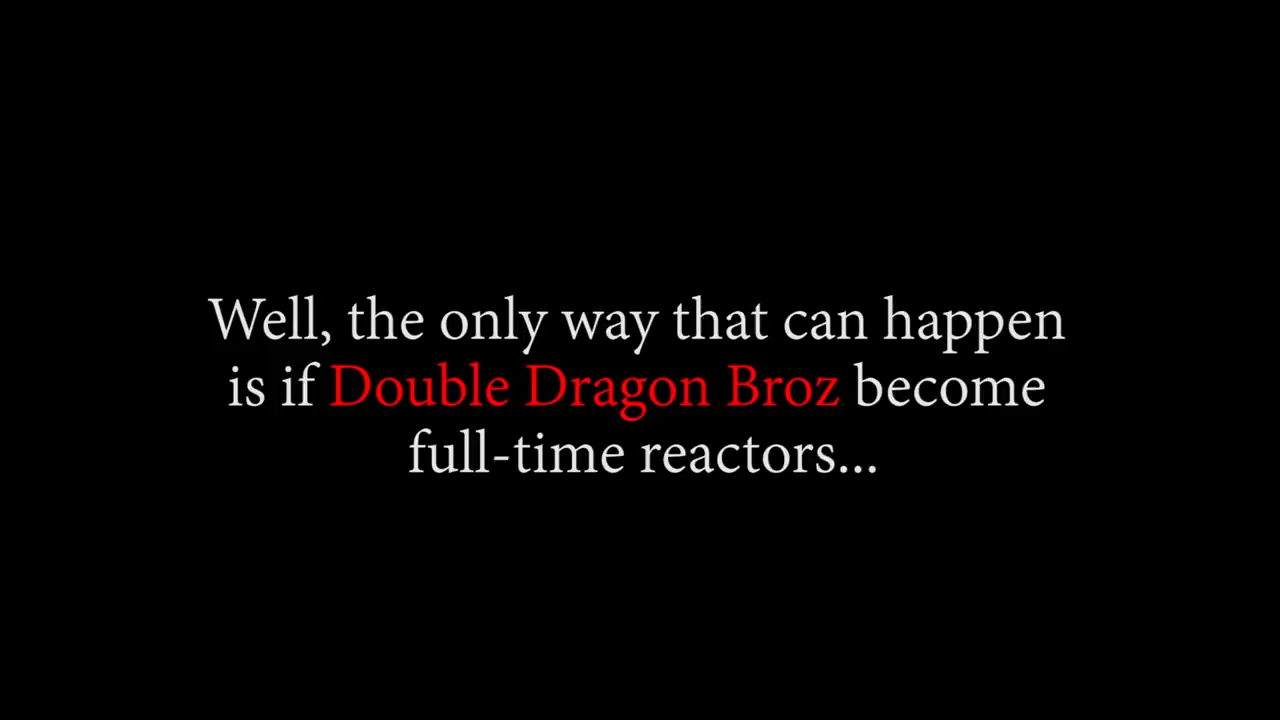 Well, the only way that can happen
is if Double Dragon Broz become
full-time reactors...